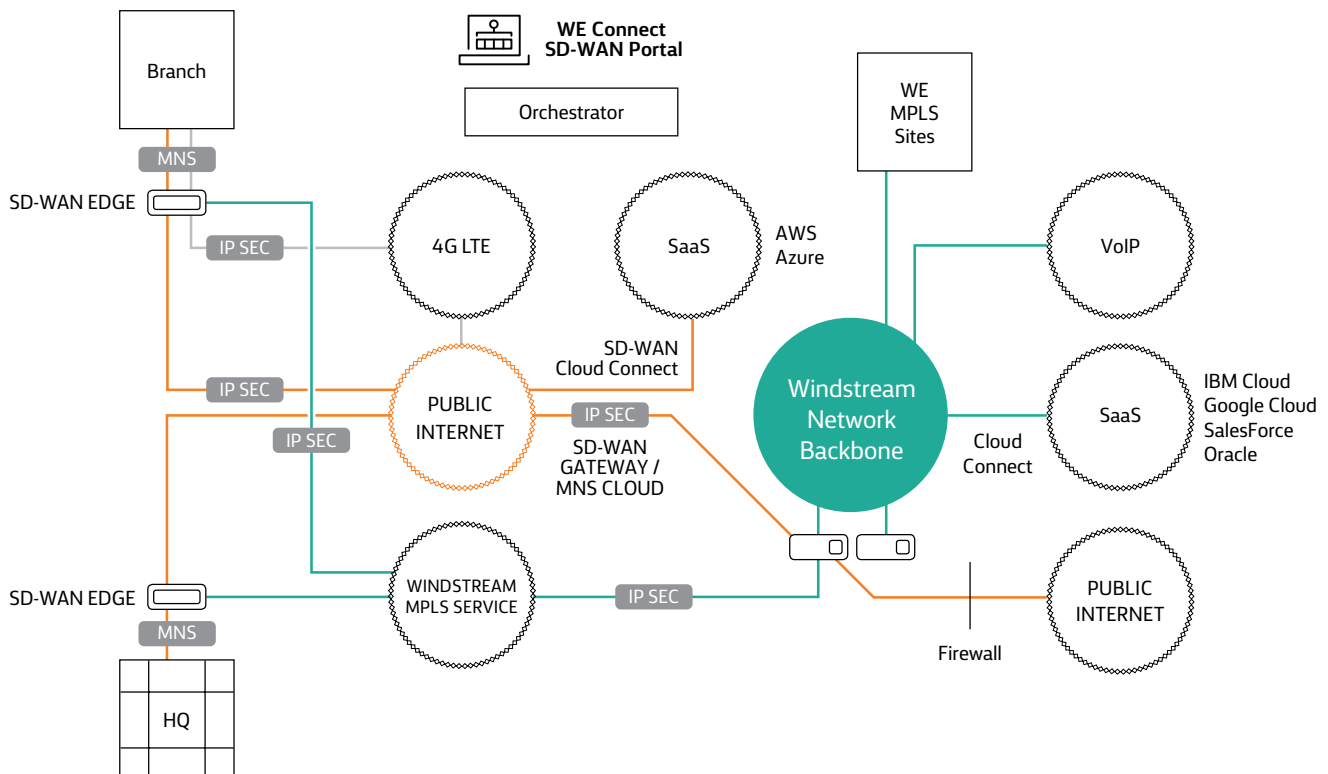 WE Connect
SD-WAN Portal
Branch
Orchestrator
WE
MPLS
Sites
MNS
SD-WAN EDGE
IP SEC
4G LTE
SaaS
AWS
Azure
VoIP
SD-WAN
Cloud Connect
IP SEC
PUBLIC
INTERNET
IP SEC
IP SEC
SD-WAN
GATEWAY /
MNS CLOUD
Windstream
Network
Backbone
Cloud
Connect
SaaS
IBM Cloud
Google Cloud
SalesForce
Oracle
SD-WAN EDGE
MNS
WINDSTREAM
MPLS SERVICE
IP SEC
Firewall
PUBLIC
INTERNET
HQ